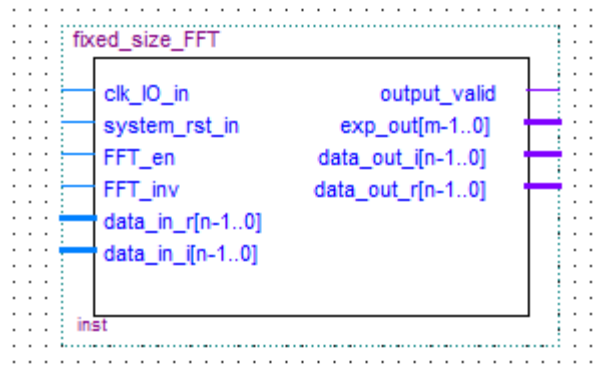 fixed_size_FFT
clk_IO_in output_valid
system_rst_in exp_out[m-1..0]
FFT_en data_out_i[n-1..0]
FFT_inv data_out_r[n-1..0]
data_in_r[n-1..0]
data_in_i[n-1..0]
inst